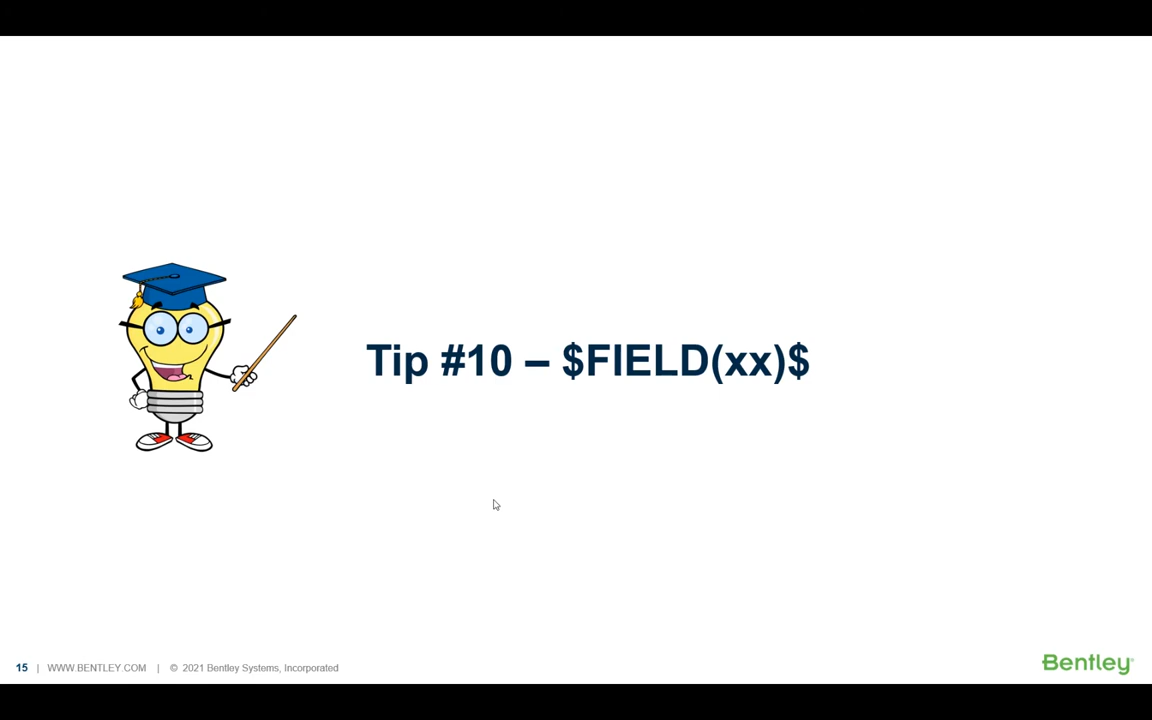 Tip #10 – $FIELD(xx)$
15 | WWW.BENTLEY.COM | © 2021 Bentley Systems, Incorporated
Bentley®